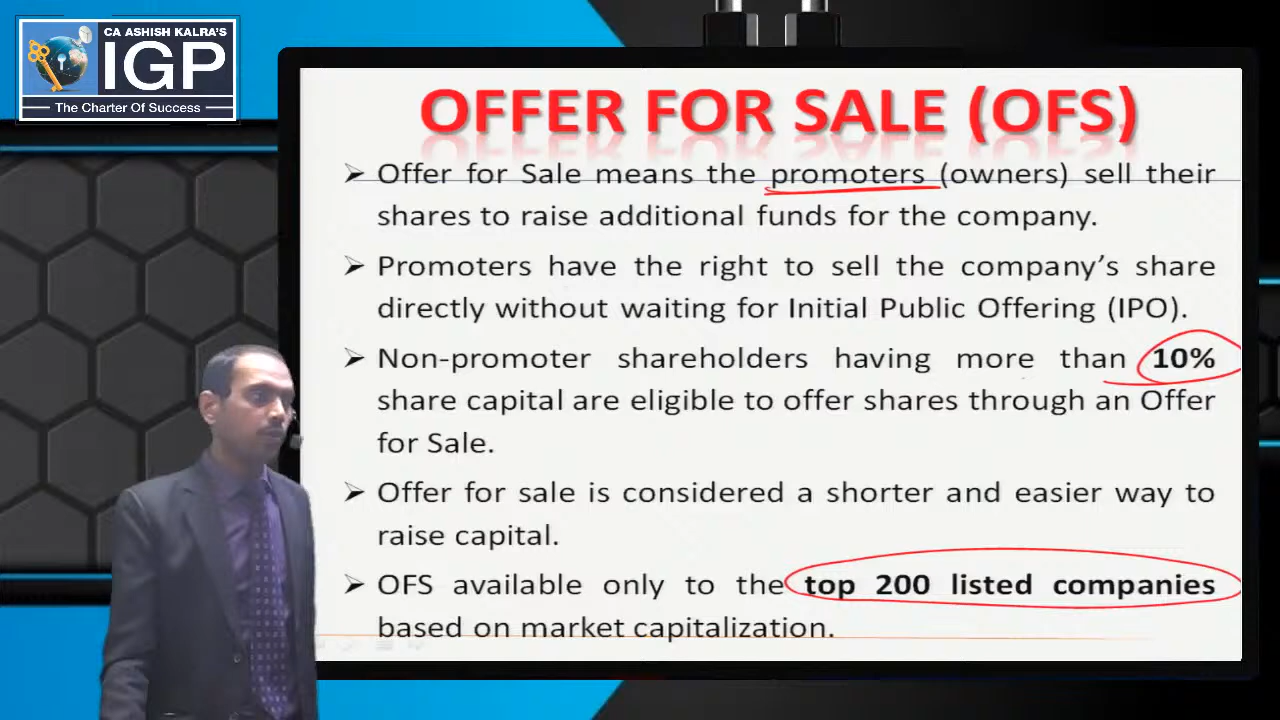 CA ASHISH KALRA'S
IGP
The Charter Of Success
OFFER FOR SALE (OFS)
➢ Offer for Sale means the promoters (owners) sell their
shares to raise additional funds for the company.
➢ Promoters have the right to sell the company's share
directly without waiting for Initial Public Offering (IPO).
➢ Non-promoter shareholders having more than 10%
share capital are eligible to offer shares through an Offer
for Sale.
➢ Offer for sale is considered a shorter and easier way to
raise capital.
➢ OFS available only to the top 200 listed companies
based on market capitalization.